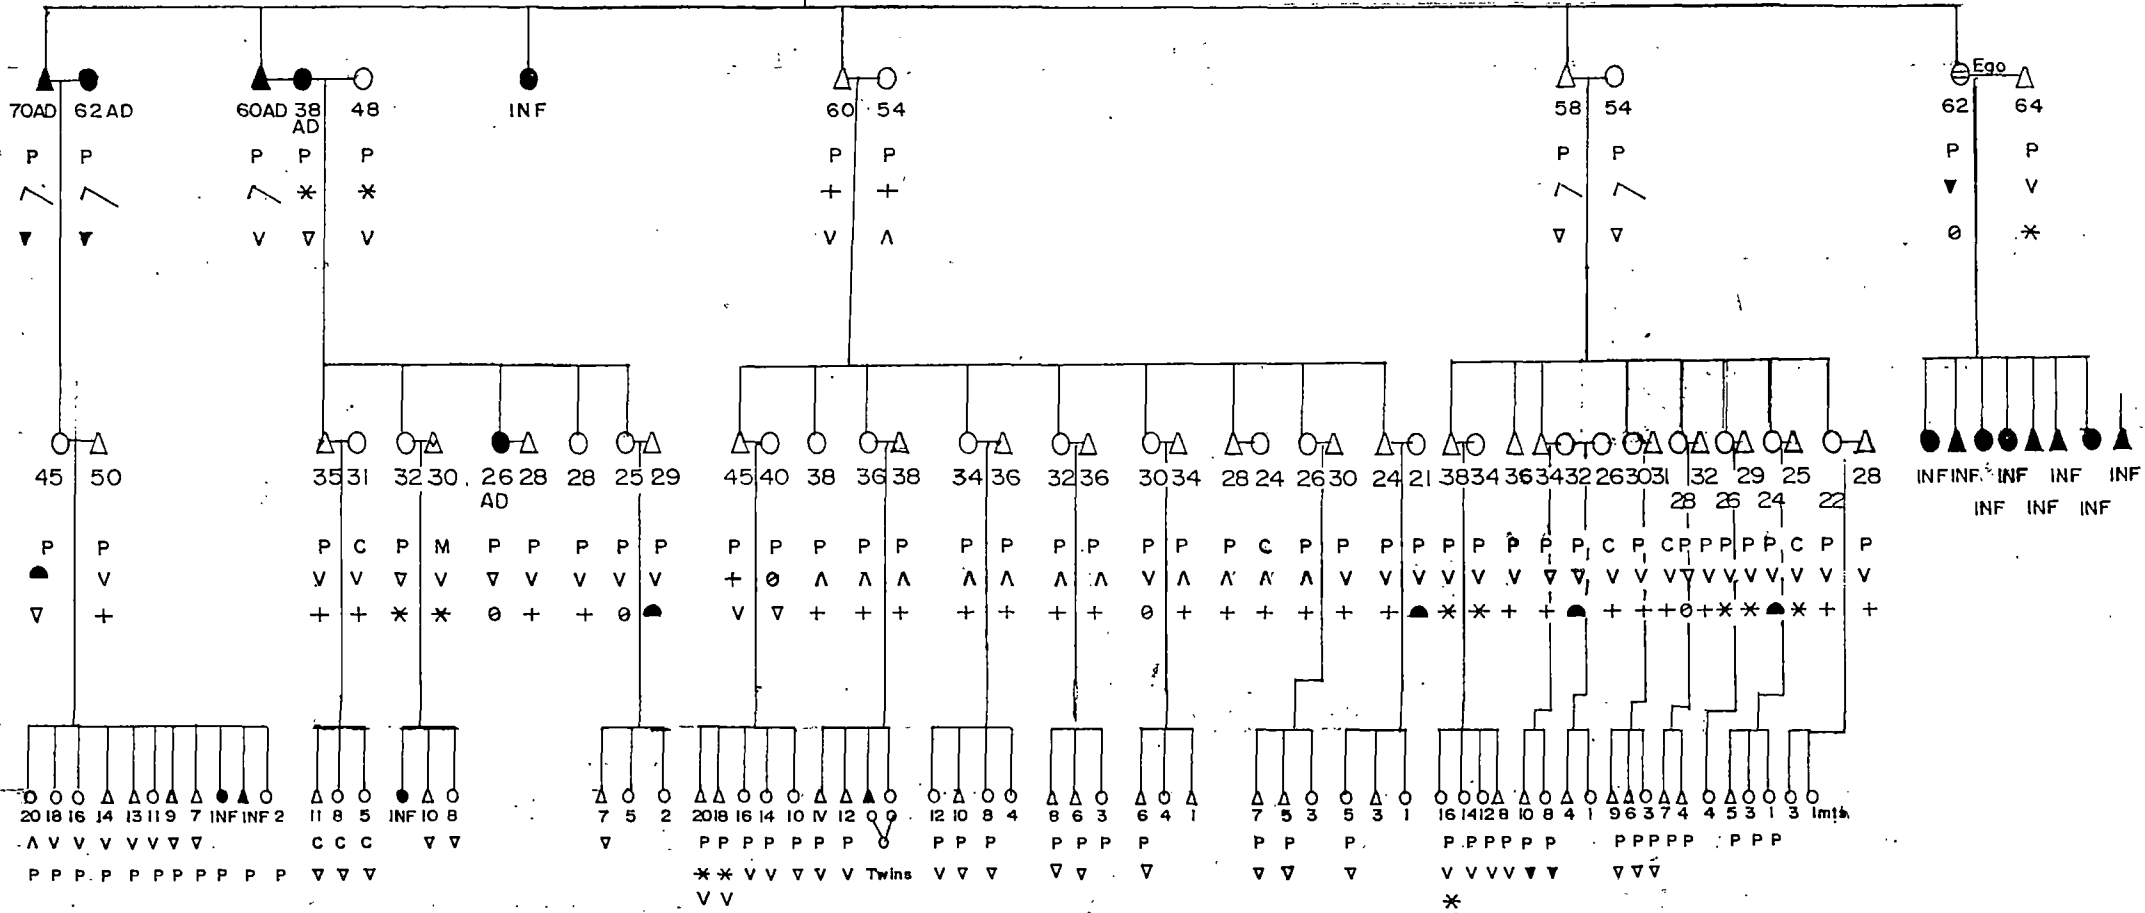 Ego
70AD 62AD 60AD 38 48 INF 60 54 58 54 62 64
AD
P P P P P P P P P P P
* * + + V
V V V Λ Ø *
45 50 35 31 32 30 26 28 28 25 29 45 40 38 36 38 34 36 32 36 30 34 28 24 26 30 24 21 38 34 36 34 32 26 30 31 32 29 25 28 INF INF INF INF INF
AD 28 26 24 22 INF INF INF
P P P C P M P P P P P P P P P P P P P P P P P C P P P P P P P P P C P C P P P P P C P P
V V V V V V V V + Ø Λ Λ Λ Λ Λ Λ Λ V Λ Λ Λ Λ V V V V V V V V V V V V V V V
+ + + * * Ø + + Ø V + + + + + + + Ø + + + + + + * * + + + + + Ø + * * * + +
20 18 16 14 13 11 9 7 INF INF 2 11 8 5 INF 10 8 7 5 2 20 18 16 14 10 IV 12 0 0 12 10 8 4 8 6 3 6 4 1 7 5 3 5 3 1 16 14 12 8 10 8 4 1 9 6 3 7 4 4 5 3 1 3 1mth
Λ V V V V V C C C P P P P P P P P P P P P P P P P P P P P P P P P P P P P P P P
P P P P P P P P P P P * * V V V V Twins V V V V V
V V *